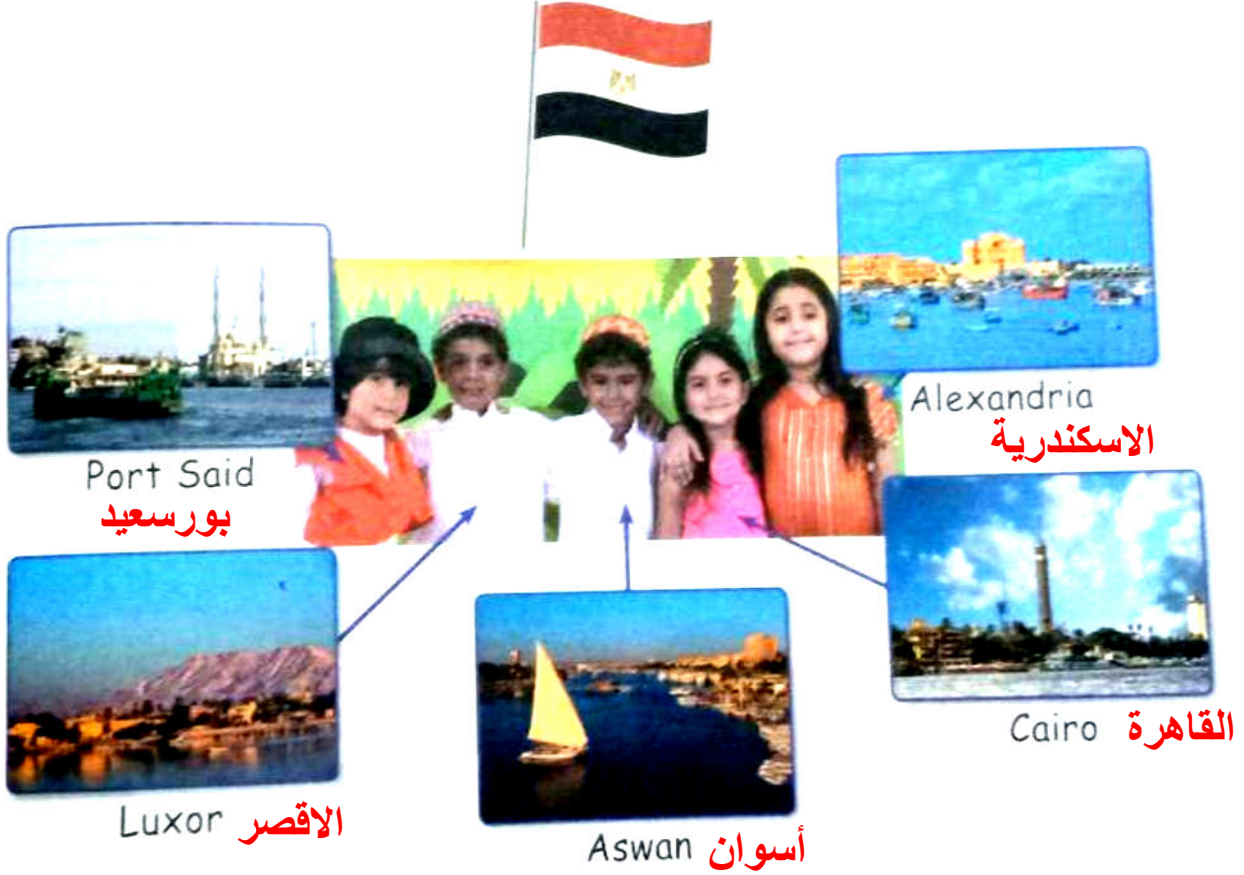 Alexandria
الاسكندرية
Port Said
بورسعيد
Cairo القاهرة
Luxor الاقصر
Aswan أسوان